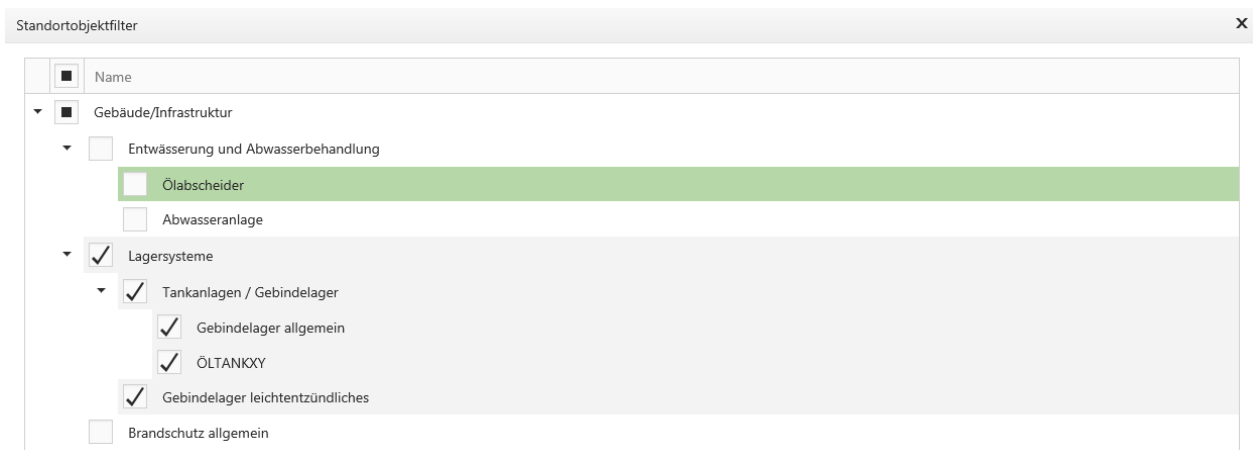 Standortobjektfilter X
Name
Gebäude/Infrastruktur
Entwässerung und Abwasserbehandlung
Ölabscheider
Abwasseranlage
Lagersysteme
Tankanlagen / Gebindelager
Gebindelager allgemein
ÖLTANKXY
Gebindelager leichtentzündliches
Brandschutz allgemein